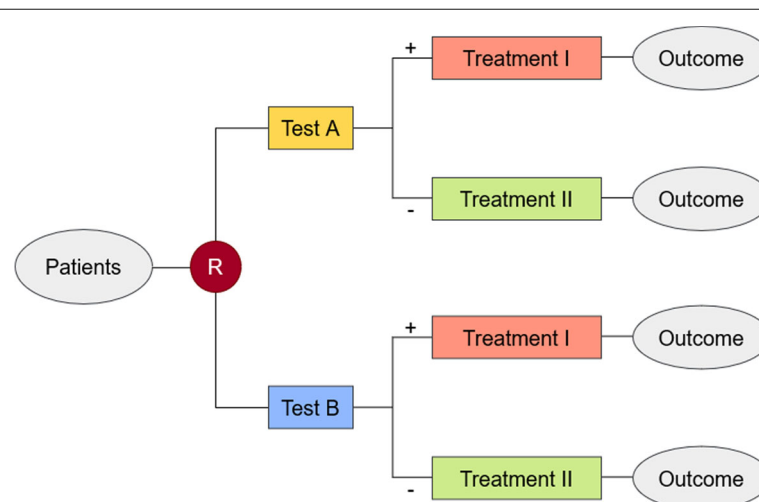 +
Treatment I
Outcome
Test A
Treatment II
Outcome
-
Patients
R
+
Treatment I
Outcome
Test B
Treatment II
Outcome
-